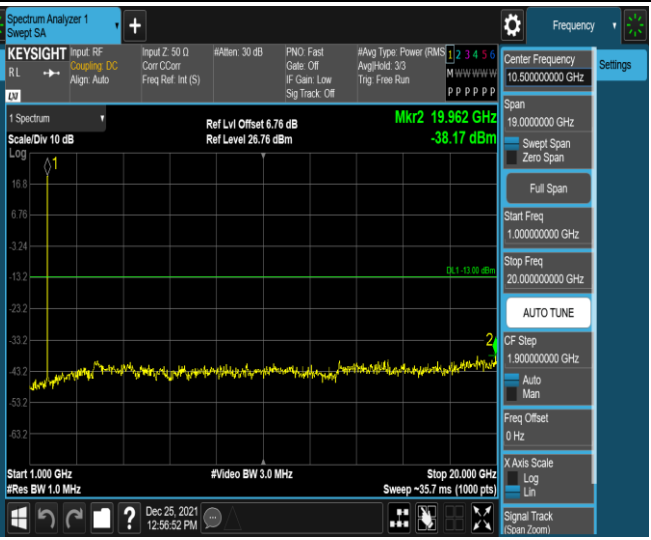 Spectrum Analyzer 1
Swept SA
Frequency
KEYSIGHT
Input: RF
Coupling: DC
Align: Auto
Input Z: 50 Ω
Corr CCorr
Freq Ref: Int (S)
#Atten: 30 dB
PNO: Fast
Gate: Off
IF Gain: Low
Sig Track: Off
#Avg Type: Power (RMS
Avg|Hold: 3/3
Trig: Free Run
1 2 3 4 5 6
M W W W W W
P P P P P P
R L
LXI
1 Spectrum
Scale/Div 10 dB
Log
Ref Lvl Offset 6.76 dB
Ref Level 26.76 dBm
Mkr2 19.962 GHz
-38.17 dBm
1
16.8
6.76
-3.24
-13.2
DL1 -13.00 dBm
-23.2
-33.2
2
-43.2
-53.2
-63.2
Start 1.000 GHz
#Res BW 1.0 MHz
#Video BW 3.0 MHz
Stop 20.000 GHz
Sweep ~35.7 ms (1000 pts)
Dec 25, 2021
12:56:52 PM
Center Frequency
10.500000000 GHz
Settings
Span
19.0000000 GHz
Swept Span
Zero Span
Full Span
Start Freq
1.000000000 GHz
Stop Freq
20.000000000 GHz
AUTO TUNE
CF Step
1.900000000 GHz
Auto
Man
Freq Offset
0 Hz
X Axis Scale
Log
Lin
Signal Track
(Span Zoom)